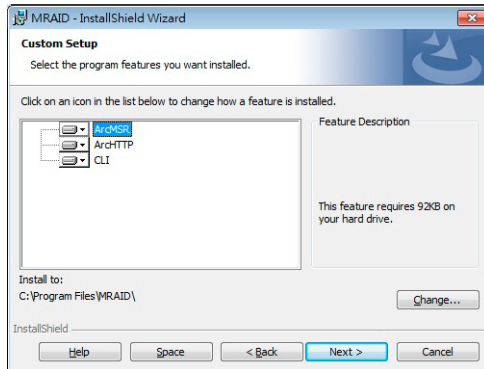 MRAID - InstallShield Wizard
Custom Setup
Select the program features you want installed.
Click on an icon in the list below to change how a feature is installed.
ArcMSR
ArcHTTP
CLI
Feature Description
This feature requires 92KB on
your hard drive.
Install to:
C:\Program Files\MRAID\
Change...
InstallShield
Help
Space
< Back
Next >
Cancel